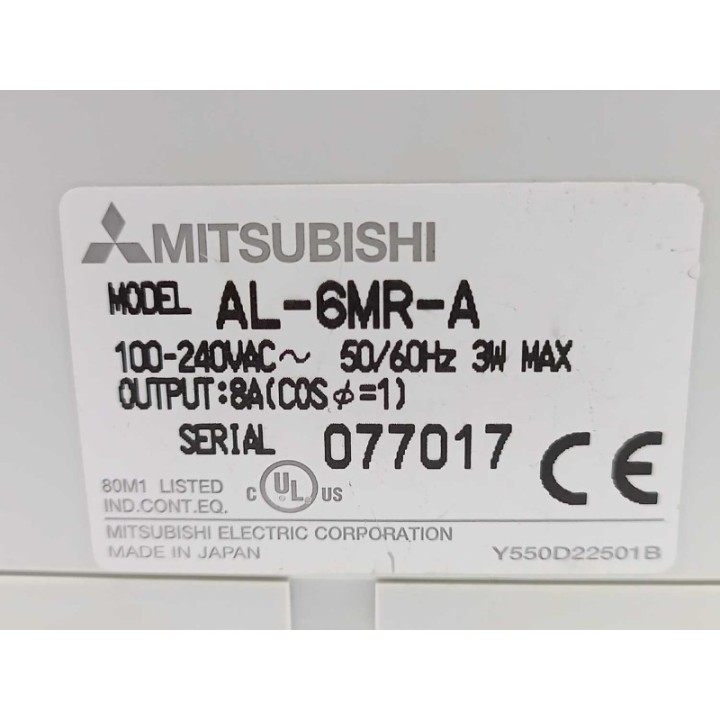 MITSUBISHI
MODEL AL-6MR-A
100-240VAC~ 50/60Hz 3W MAX
OUTPUT:8A(COSφ=1)
SERIAL 077017
CE
80M1 LISTED
IND.CONT.EQ.
C UL US
MITSUBISHI ELECTRIC CORPORATION
MADE IN JAPAN
Y550D22501B